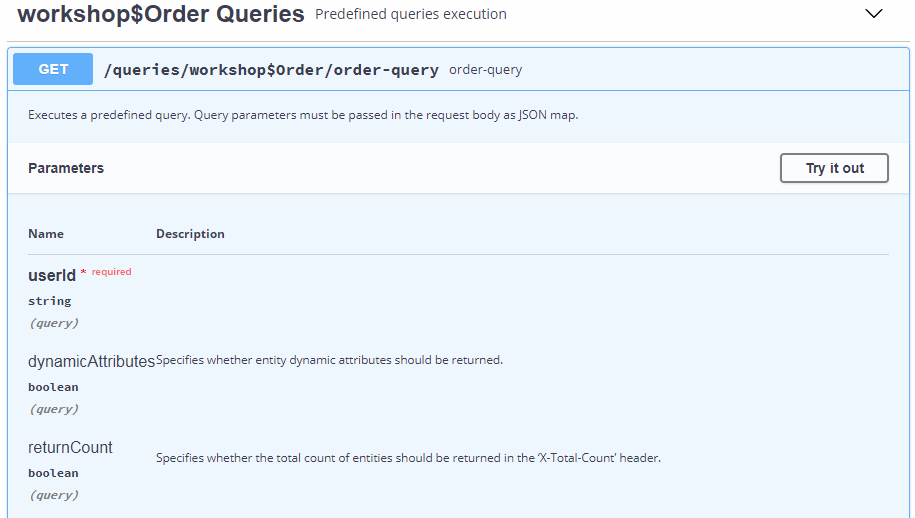 workshop$Order Queries Predefined queries execution
GET /queries/workshop$Order/order-query order-query
Executes a predefined query. Query parameters must be passed in the request body as JSON map.
Parameters Try it out
Name Description
userId * required
string
(query)
dynamicAttributes Specifies whether entity dynamic attributes should be returned.
boolean
(query)
returnCount
Specifies whether the total count of entities should be returned in the ‘X-Total-Count’ header.
boolean
(query)